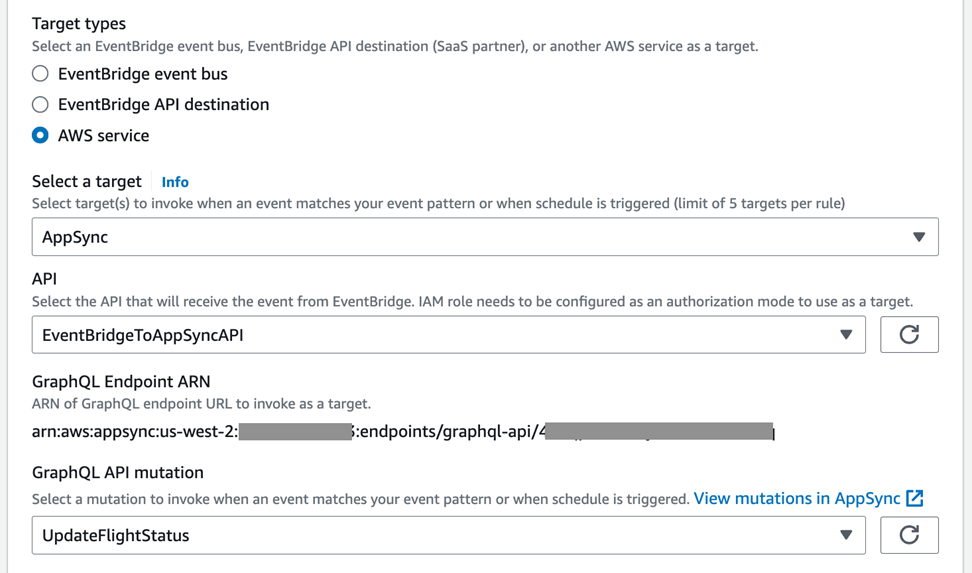 Target types
Select an EventBridge event bus, EventBridge API destination (SaaS partner), or another AWS service as a target.
EventBridge event bus
EventBridge API destination
AWS service
Select a target Info
Select target(s) to invoke when an event matches your event pattern or when schedule is triggered (limit of 5 targets per rule)
AppSync
API
Select the API that will receive the event from EventBridge. IAM role needs to be configured as an authorization mode to use as a target.
EventBridgeToAppSyncAPI
GraphQL Endpoint ARN
ARN of GraphQL endpoint URL to invoke as a target.
arn:aws:appsync:us-west-2: :endpoints/graphql-api/4
GraphQL API mutation
Select a mutation to invoke when an event matches your event pattern or when schedule is triggered. View mutations in AppSync
UpdateFlightStatus